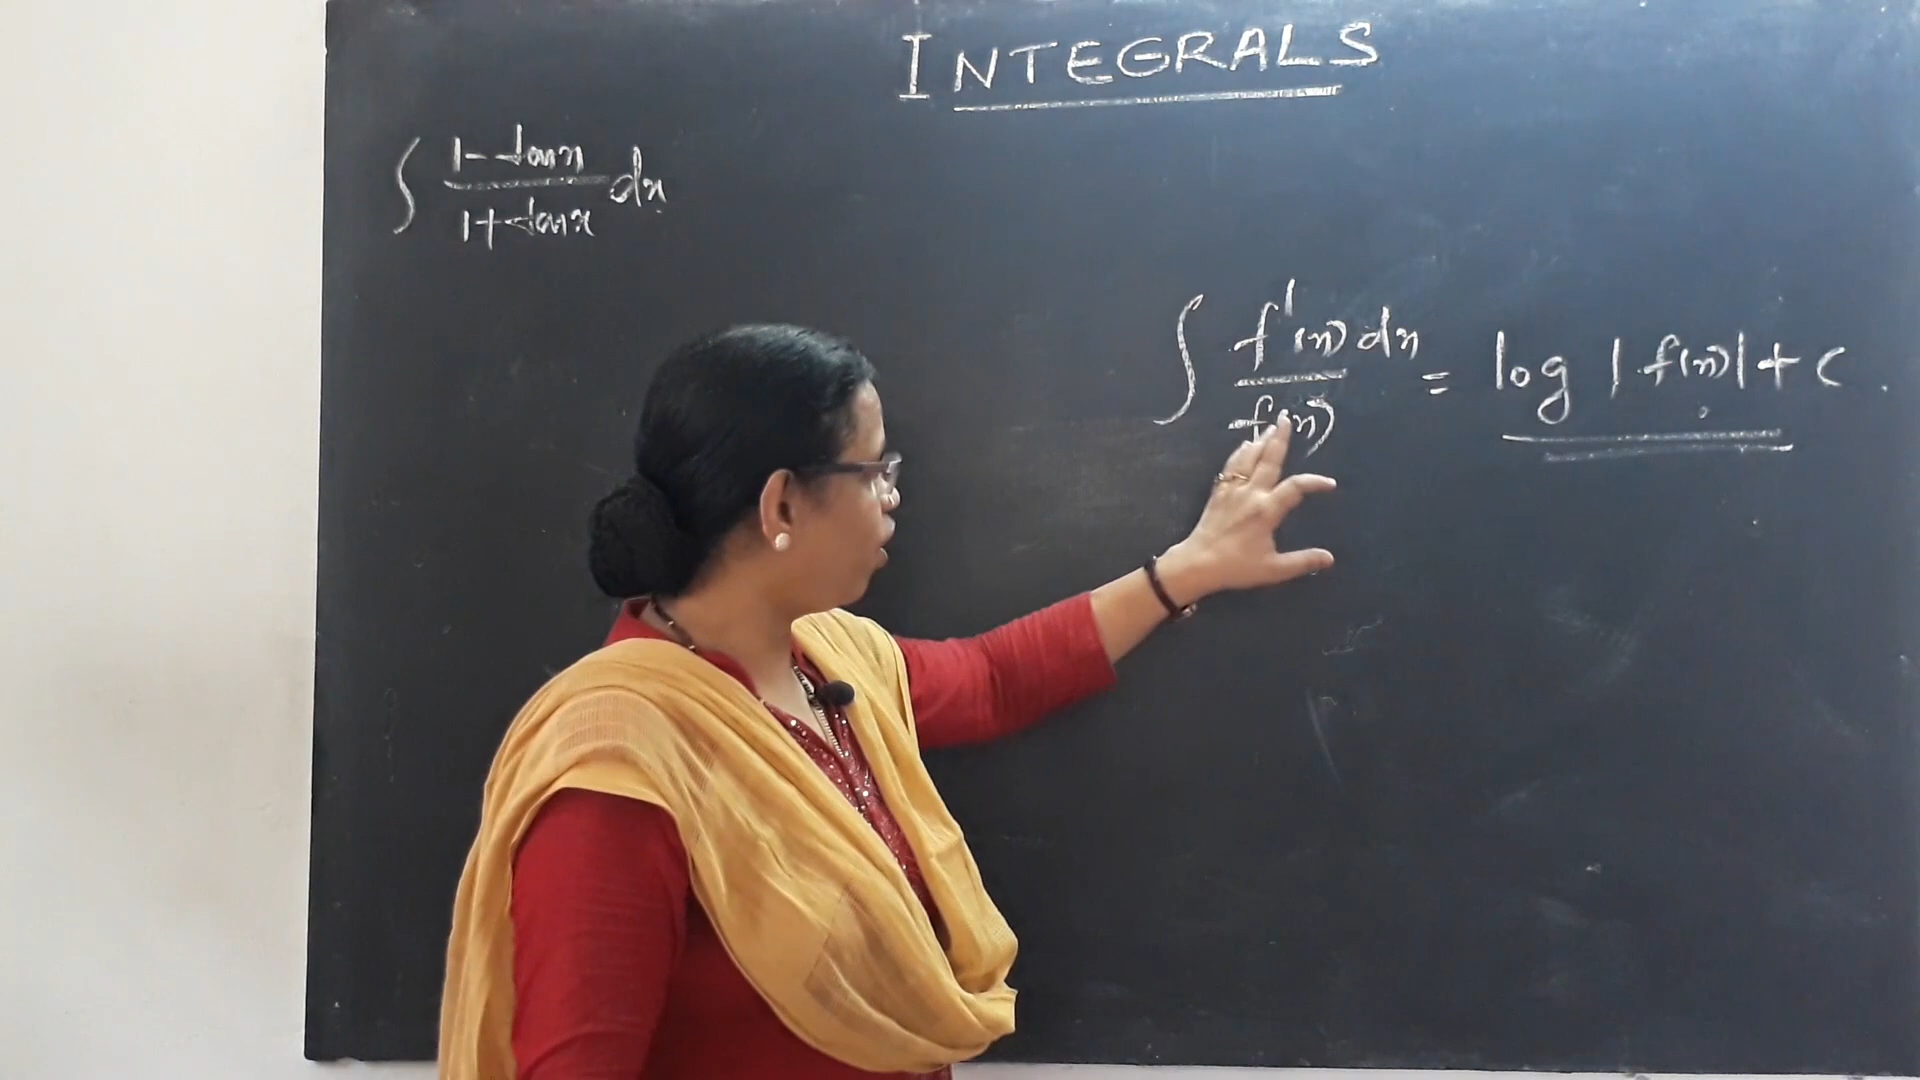 INTEGRALS
∫ 1-tanx / 1+tanx dx
∫ f'(x) dx / f(x) = log |f(x)| + c.